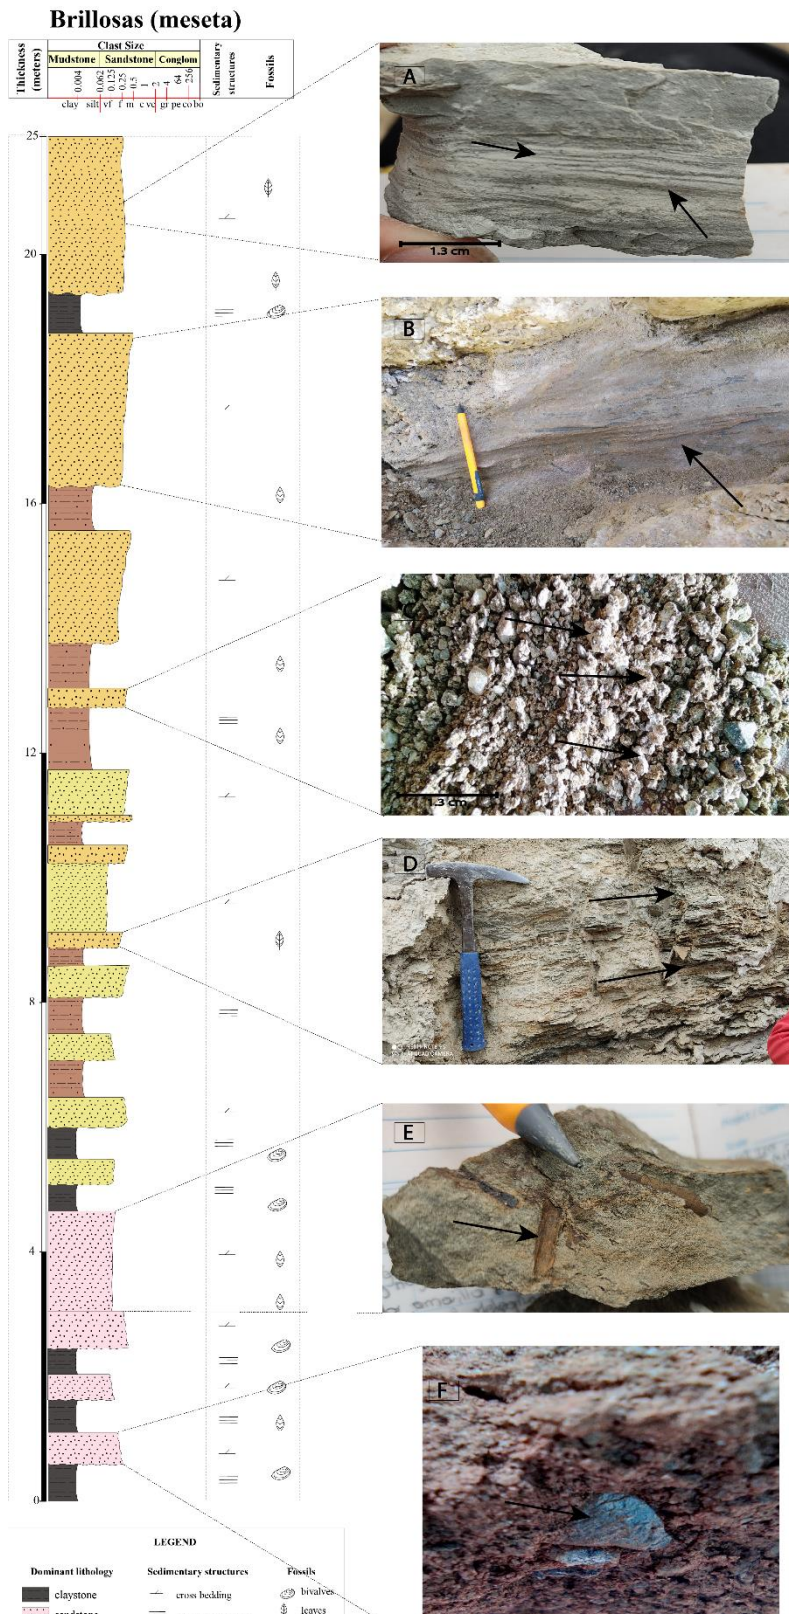 Brillosas (meseta)
Thickness (meters)
Clast Size
Mudstone Sandstone Conglom
0.004 0.062 0.125 0.25 0.5 1 2 4 64 256
clay silt vf f m c vc gr pe co bo
Sedimentary structures
Fossils
25
20
16
12
8
4
0
A
1.3 cm
B
1.3 cm
D
E
F
LEGEND
Dominant lithology Sedimentary structures Fossils
claystone cross bedding bivalves
leaves